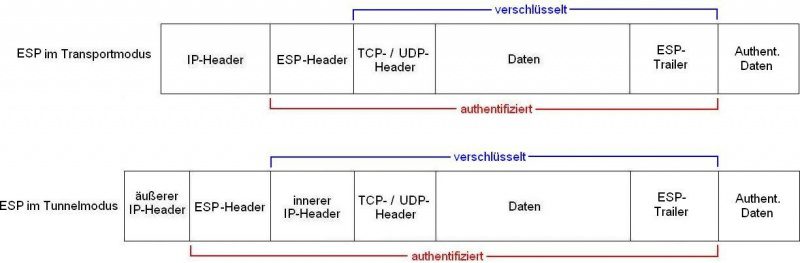 verschlüsselt
ESP im Transportmodus
IP-Header
ESP-Header
TCP- / UDP-
Header
Daten
ESP-
Trailer
Authent.
Daten
authentifiziert
verschlüsselt
ESP im Tunnelmodus
äußerer
IP-Header
ESP-Header
innerer
IP-Header
TCP- / UDP-
Header
Daten
ESP-
Trailer
Authent.
Daten
authentifiziert